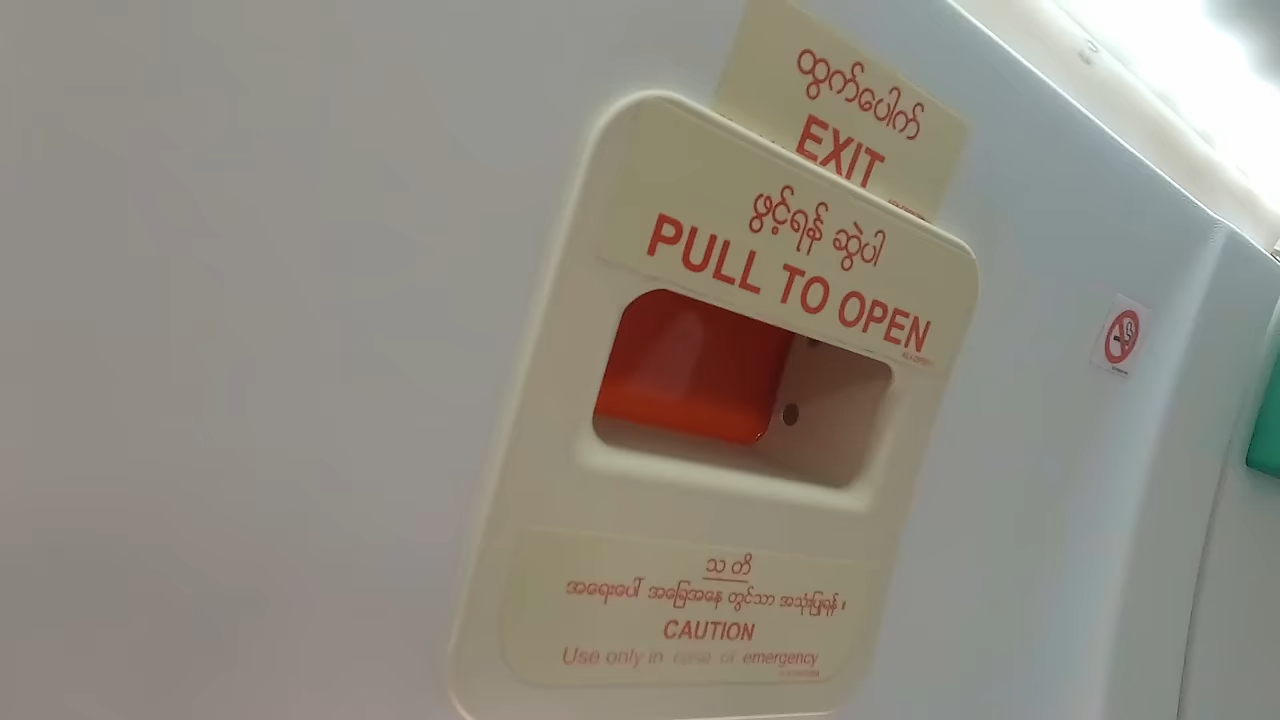 ထွက်ပေါက်
EXIT
ဖွင့်ရန် ဆွဲပါ
PULL TO OPEN
သတိ
အရေးပေါ် အခြေအနေ တွင်သာ အသုံးပြုရန် ။
CAUTION
Use only in case of emergency